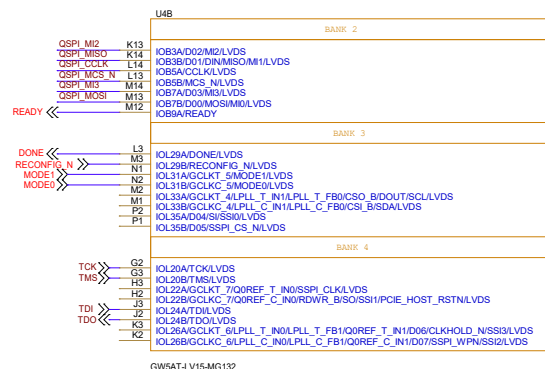 U4B
BANK 2
QSPI_MI2 K13 IOB3A/D02/MI2/LVDS
QSPI_MISO K14 IOB3B/D01/DIN/MISO/MI1/LVDS
QSPI_CCLK L14 IOB5A/CCLK/LVDS
QSPI_MCS_N L13 IOB5B/MCS_N/LVDS
QSPI_MI3 M14 IOB7A/D03/MI3/LVDS
QSPI_MOSI M13 IOB7B/D00/MOSI/MI0/LVDS
READY M12 IOB9A/READY
BANK 3
DONE L3 IOL29A/DONE/LVDS
RECONFIG_N M3 IOL29B/RECONFIG_N/LVDS
MODE1 N1 IOL31A/GCLKT_5/MODE1/LVDS
MODE0 N2 IOL31B/GCLKC_5/MODE0/LVDS
M2 IOL33A/GCLKT_4/LPLL_T_IN1/LPLL_T_FB0/CSO_B/DOUT/SCL/LVDS
M1 IOL33B/GCLKC_4/LPLL_C_IN1/LPLL_C_FB0/CSI_B/SDA/LVDS
P2 IOL35A/D04/SI/SSI0/LVDS
P1 IOL35B/D05/SSPI_CS_N/LVDS
BANK 4
TCK G2 IOL20A/TCK/LVDS
TMS G3 IOL20B/TMS/LVDS
H3 IOL22A/GCLKT_7/Q0REF_T_IN0/SSPI_CLK/LVDS
H2 IOL22B/GCLKC_7/Q0REF_C_IN0/RDWR_B/SO/SSI1/PCIE_HOST_RSTN/LVDS
TDI J3 IOL24A/TDI/LVDS
TDO J2 IOL24B/TDO/LVDS
K3 IOL26A/GCLKT_6/LPLL_T_IN0/LPLL_T_FB1/Q0REF_T_IN1/D06/CLKHOLD_N/SSI3/LVDS
K2 IOL26B/GCLKC_6/LPLL_C_IN0/LPLL_C_FB1/Q0REF_C_IN1/D07/SSPI_WPN/SSI2/LVDS
GW5AT-LV15-MG132